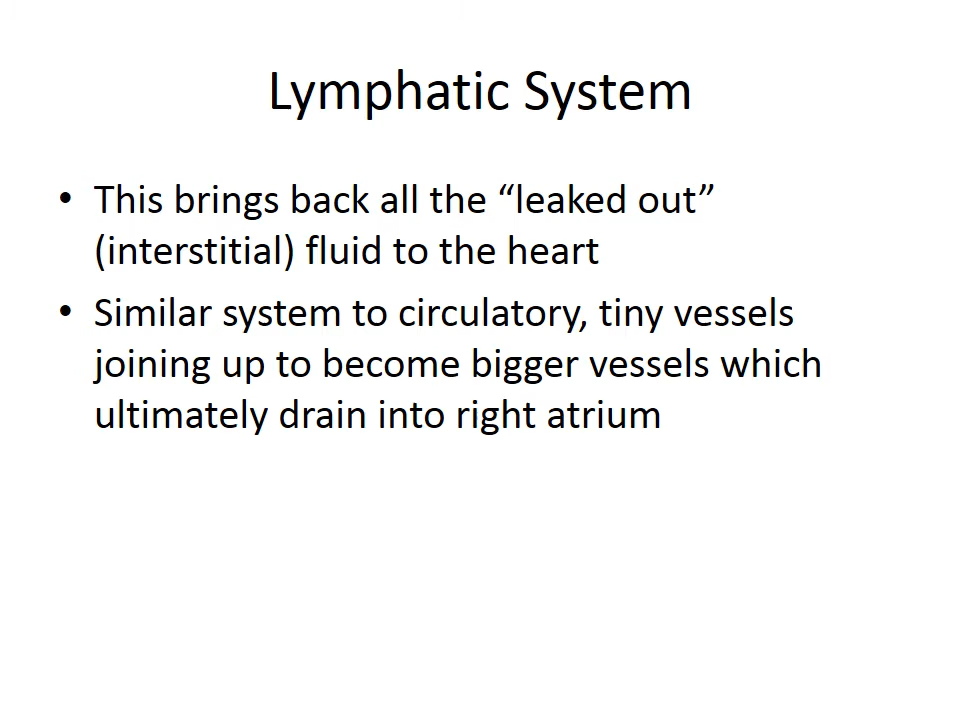 Lymphatic System
• This brings back all the “leaked out”
(interstitial) fluid to the heart
• Similar system to circulatory, tiny vessels
joining up to become bigger vessels which
ultimately drain into right atrium